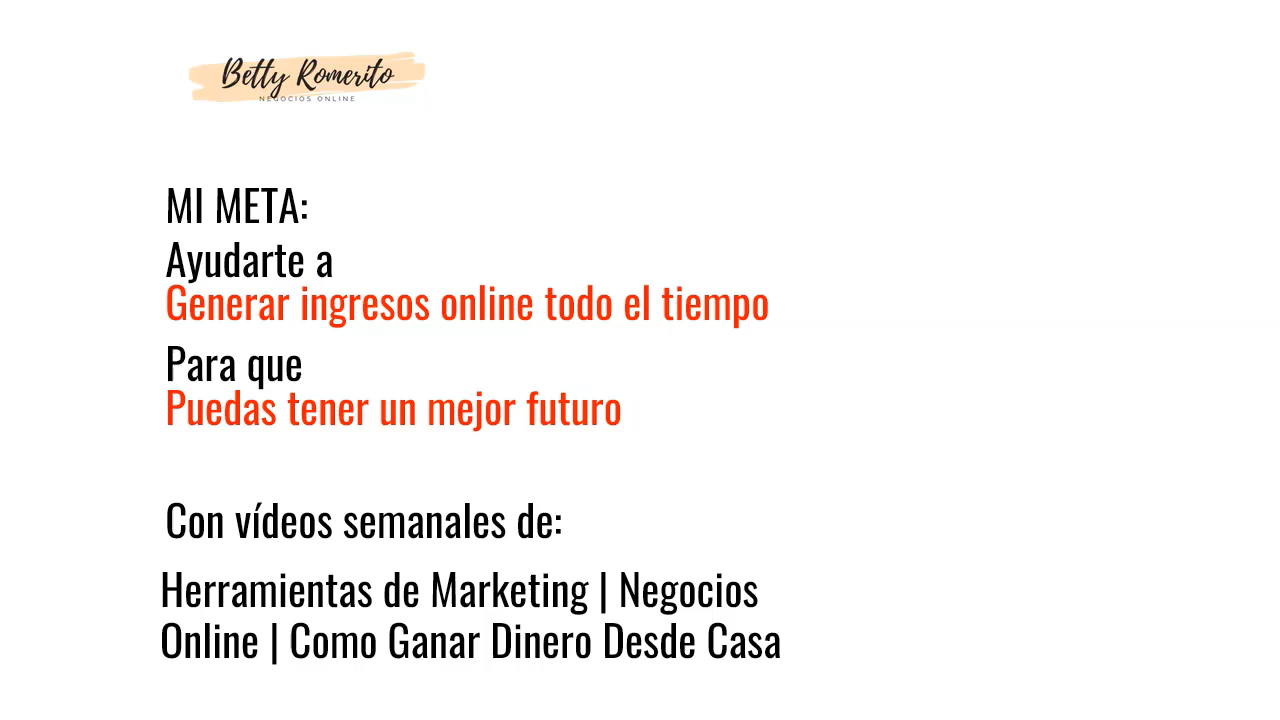 Betty Romerito
NEGOCIOS ONLINE
MI META:
Ayudarte a
Generar ingresos online todo el tiempo
Para que
Puedas tener un mejor futuro
Con vídeos semanales de:
Herramientas de Marketing | Negocios
Online | Como Ganar Dinero Desde Casa